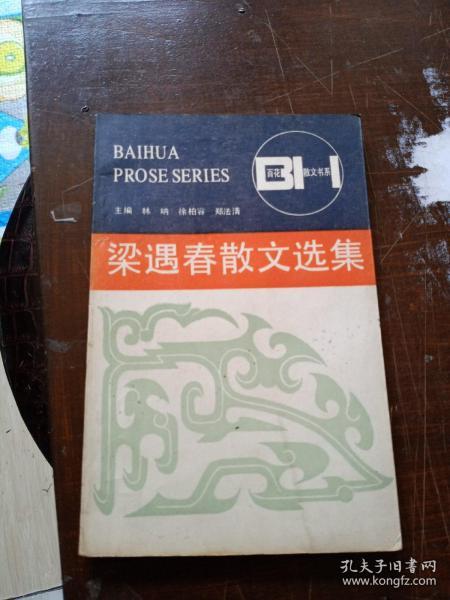 BAIHUA
PROSE SERIES
百花
散文书系
BH
主编 林呐 徐柏容 郑法清
梁遇春散文选集
孔夫子旧书网
www.kongfz.com